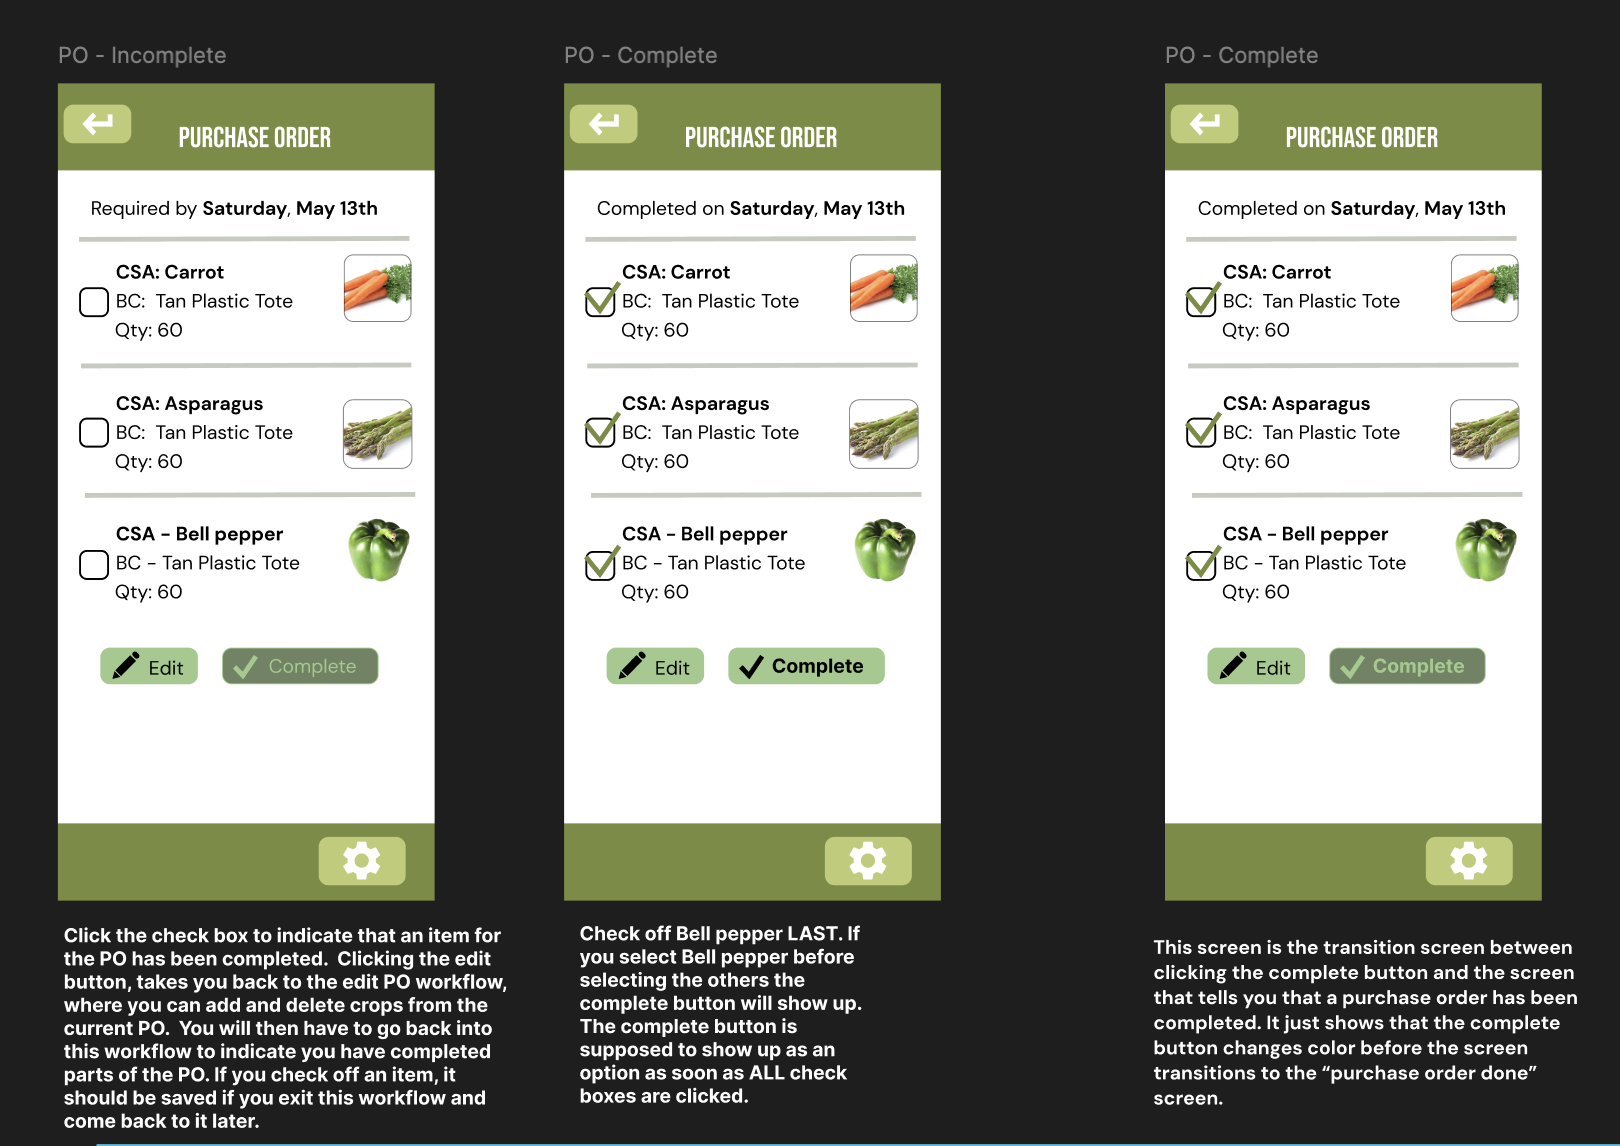 PO - Incomplete
PURCHASE ORDER
Required by Saturday, May 13th
CSA: Carrot
BC: Tan Plastic Tote
Qty: 60
CSA: Asparagus
BC: Tan Plastic Tote
Qty: 60
CSA - Bell pepper
BC - Tan Plastic Tote
Qty: 60
Edit
Complete
Click the check box to indicate that an item for
the PO has been completed. Clicking the edit
button, takes you back to the edit PO workflow,
where you can add and delete crops from the
current PO. You will then have to go back into
this workflow to indicate you have completed
parts of the PO. If you check off an item, it
should be saved if you exit this workflow and
come back to it later.
PO - Complete
PURCHASE ORDER
Completed on Saturday, May 13th
CSA: Carrot
BC: Tan Plastic Tote
Qty: 60
CSA: Asparagus
BC: Tan Plastic Tote
Qty: 60
CSA - Bell pepper
BC - Tan Plastic Tote
Qty: 60
Edit
Complete
Check off Bell pepper LAST. If
you select Bell pepper before
selecting the others the
complete button will show up.
The complete button is
supposed to show up as an
option as soon as ALL check
boxes are clicked.
PO - Complete
PURCHASE ORDER
Completed on Saturday, May 13th
CSA: Carrot
BC: Tan Plastic Tote
Qty: 60
CSA: Asparagus
BC: Tan Plastic Tote
Qty: 60
CSA - Bell pepper
BC - Tan Plastic Tote
Qty: 60
Edit
Complete
This screen is the transition screen between
clicking the complete button and the screen
that tells you that a purchase order has been
completed. It just shows that the complete
button changes color before the screen
transitions to the “purchase order done”
screen.